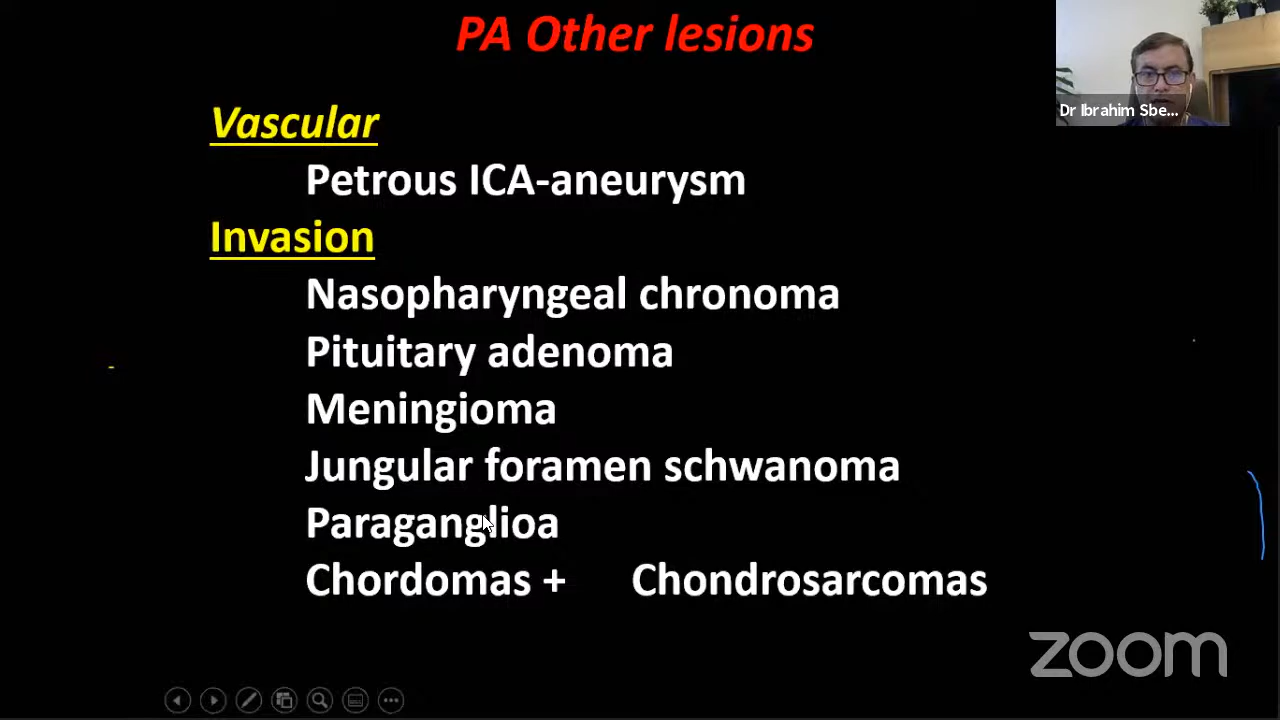 PA Other lesions
Dr Ibrahim Sbe...
Vascular
Petrous ICA-aneurysm
Invasion
Nasopharyngeal chronoma
Pituitary adenoma
Meningioma
Jungular foramen schwanoma
Paraganglioa
Chordomas + Chondrosarcomas
zoom